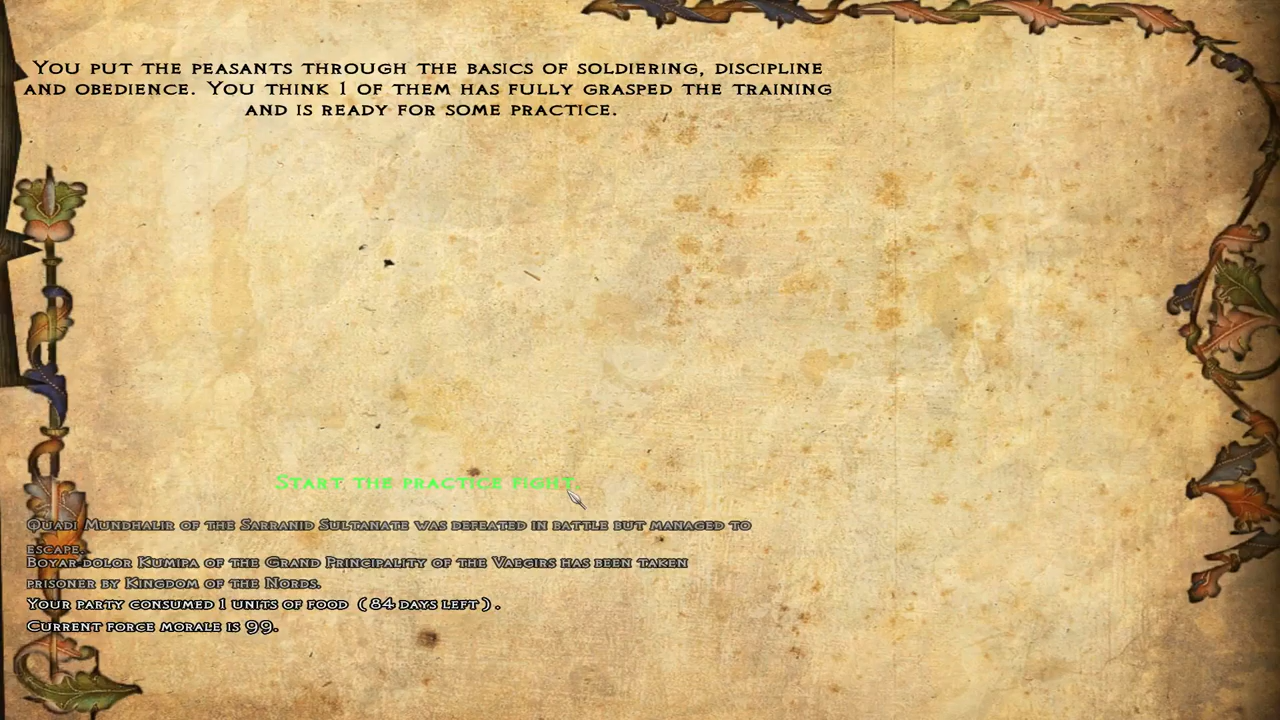 You put the peasants through the basics of soldiering, discipline
and obedience. You think 1 of them has fully grasped the training
and is ready for some practice.
Start the practice fight.
Quadi Mundhalir of the Sarranid Sultanate was defeated in battle but managed to
escape.
Boyar-dolor Kumipa of the Grand Principality of the Vaegirs has been taken
prisoner by Kingdom of the Nords.
Your party consumed 1 units of food (84 days left).
Current force morale is 99.